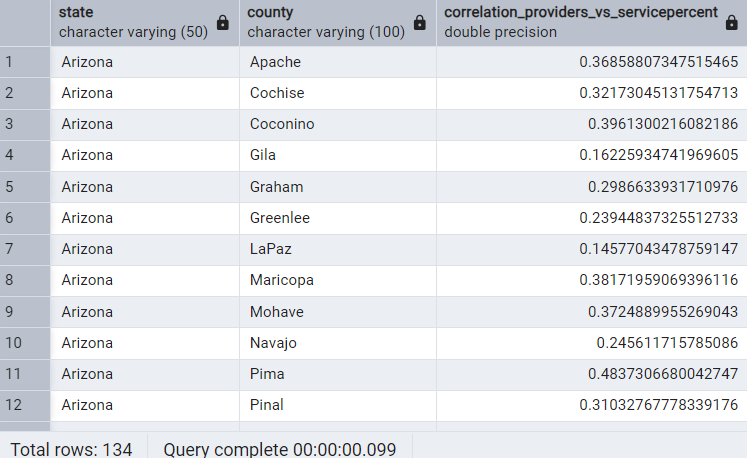 state county correlation_providers_vs_servicepercent
character varying (50) character varying (100) double precision
1 Arizona Apache 0.36858807347515465
2 Arizona Cochise 0.32173045131754713
3 Arizona Coconino 0.3961300216082186
4 Arizona Gila 0.16225934741969605
5 Arizona Graham 0.2986633931710976
6 Arizona Greenlee 0.23944837325512733
7 Arizona LaPaz 0.14577043478759147
8 Arizona Maricopa 0.38171959069396116
9 Arizona Mohave 0.3724889955269043
10 Arizona Navajo 0.245611715785086
11 Arizona Pima 0.4837306680042747
12 Arizona Pinal 0.31032767778339176
Total rows: 134 Query complete 00:00:00.099